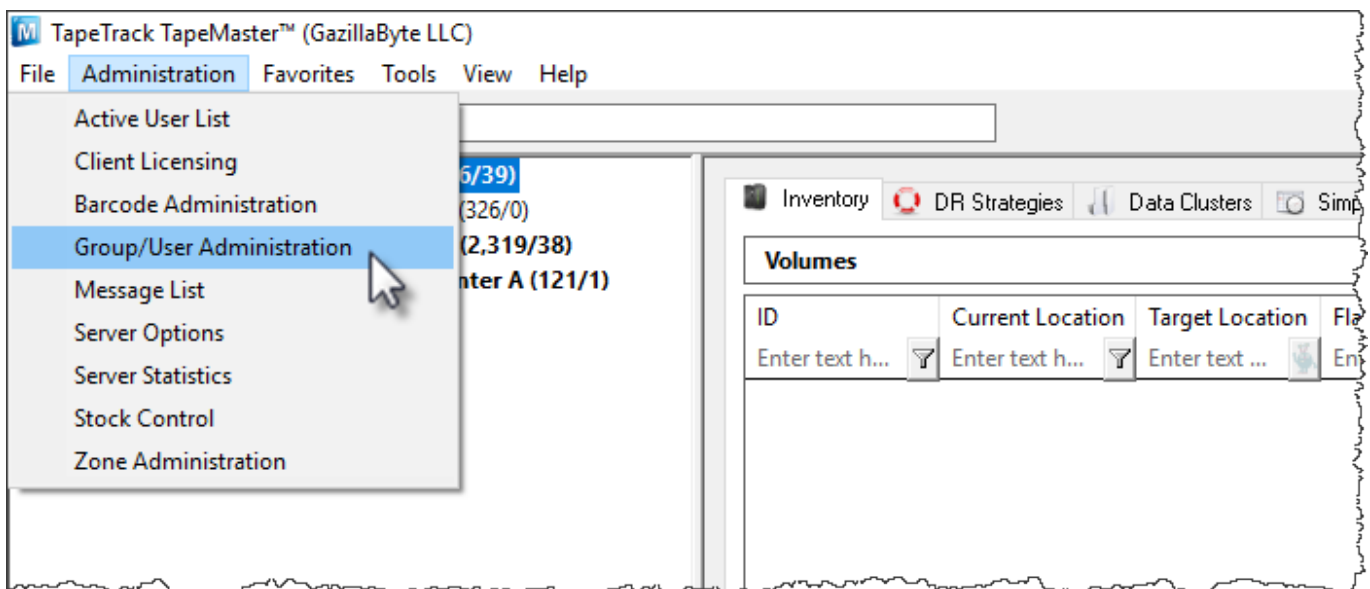 TapeTrack TapeMaster™ (GazillaByte LLC)
File Administration Favorites Tools View Help
Active User List
Client Licensing
Barcode Administration
Group/User Administration
Message List
Server Options
Server Statistics
Stock Control
Zone Administration
6/39)
(326/0)
(2,319/38)
nter A (121/1)
Inventory DR Strategies Data Clusters Simp
Volumes
ID Current Location Target Location Fla
Enter text h... Enter text h... Enter text ... En